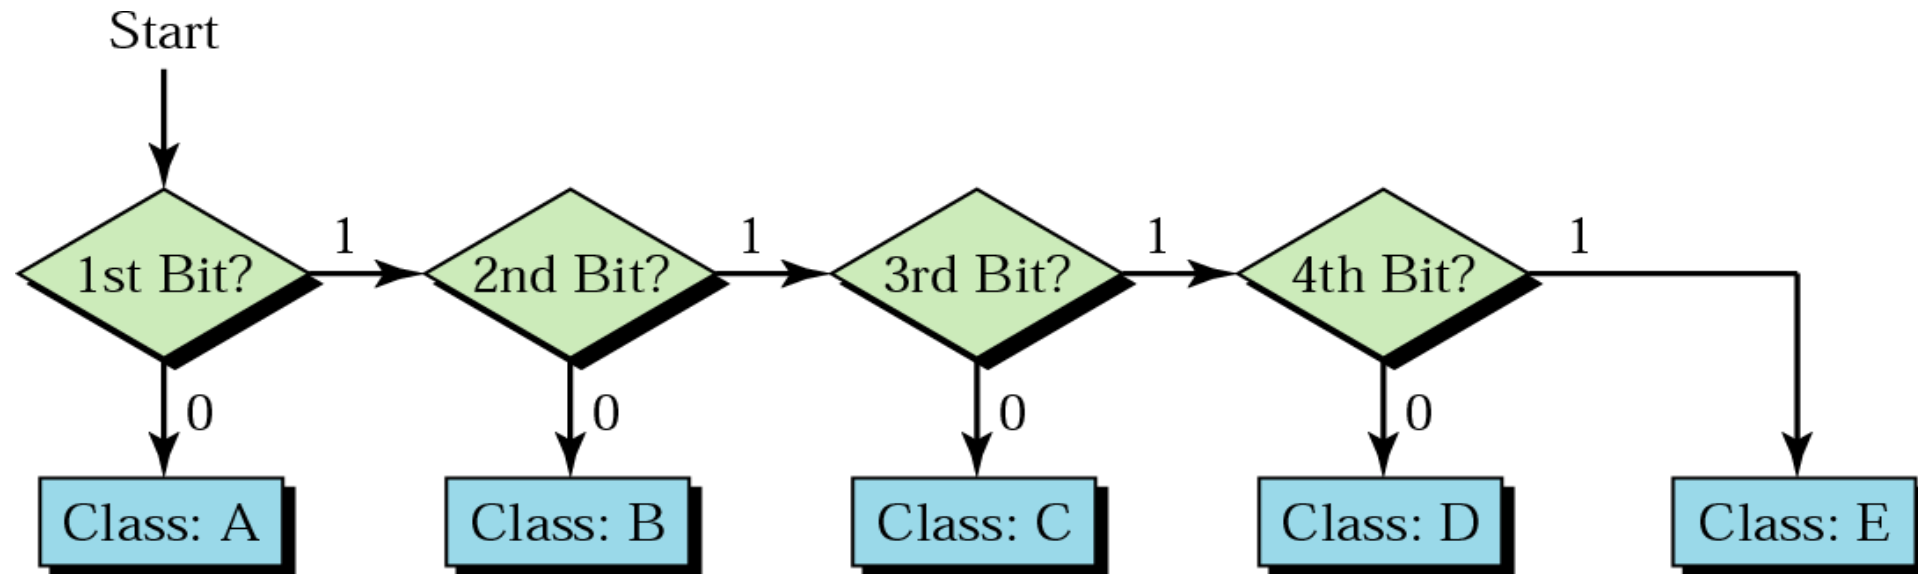 Start
1st Bit?
1
2nd Bit?
1
3rd Bit?
1
4th Bit?
1
0
0
0
0
Class: A
Class: B
Class: C
Class: D
Class: E